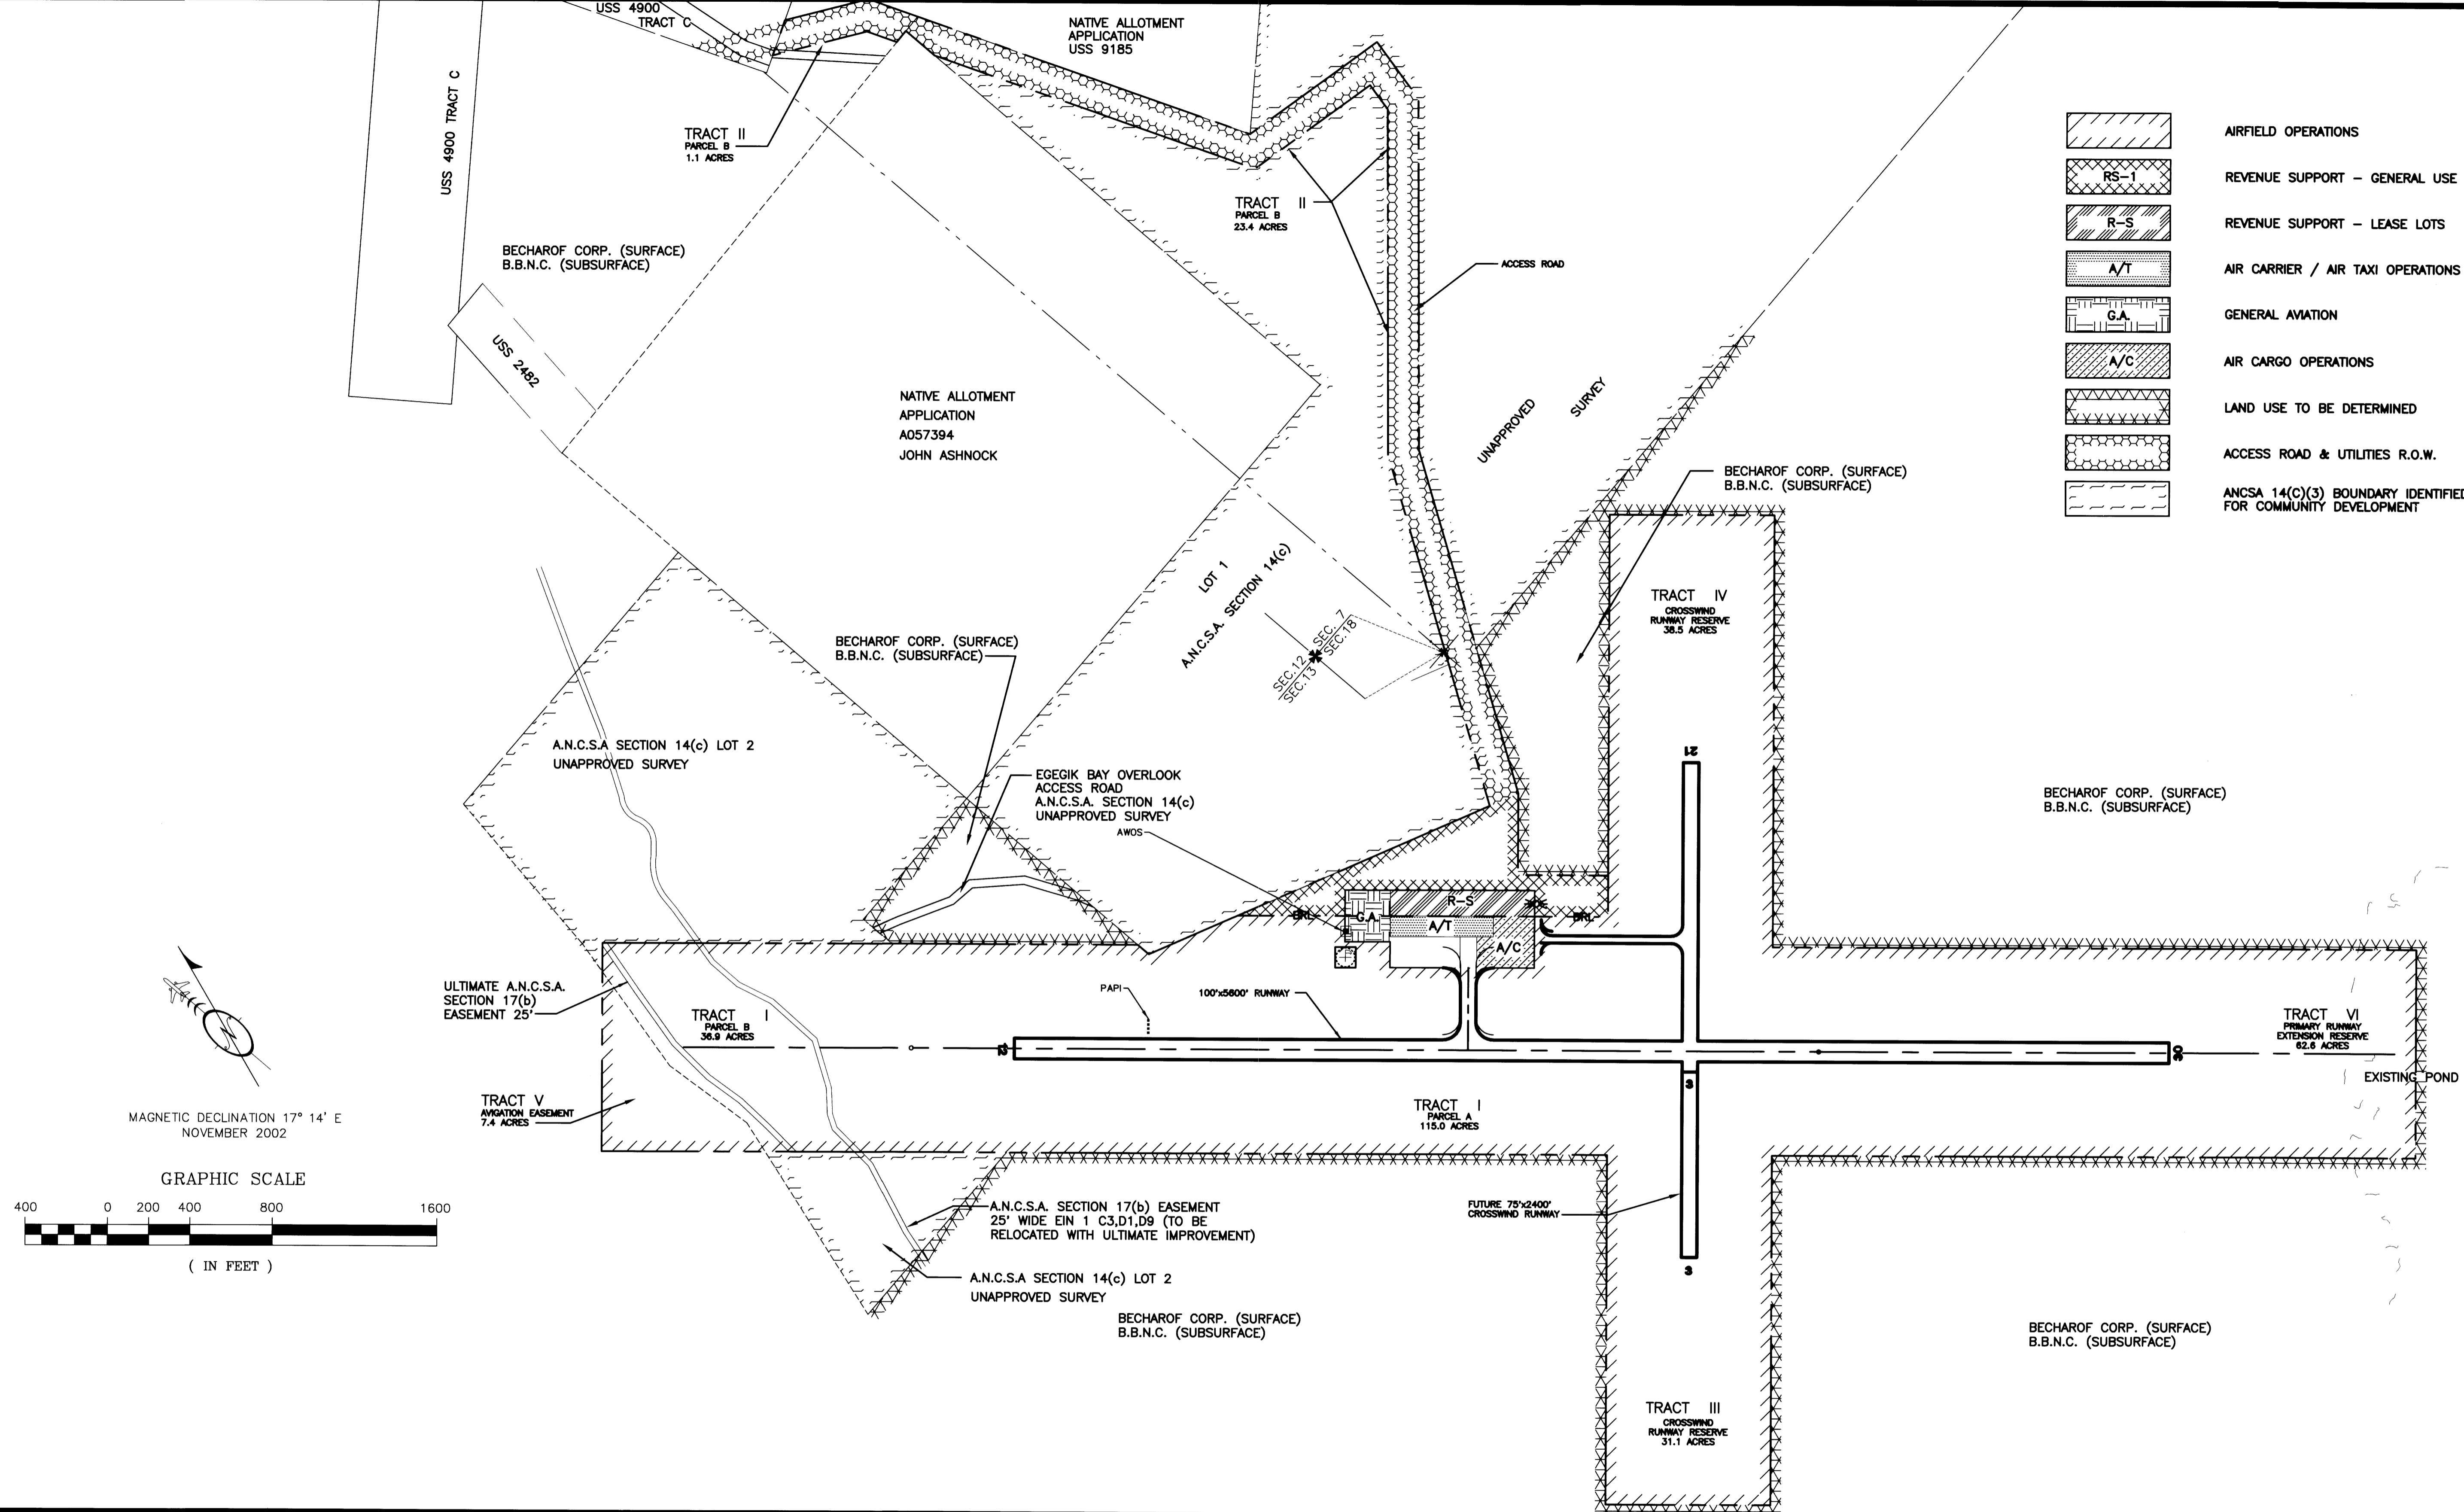 USS 4900
TRACT C
NATIVE ALLOTMENT
APPLICATION
USS 9185
USS 4900 TRACT C
TRACT II
PARCEL B
1.1 ACRES
TRACT II
PARCEL B
23.4 ACRES
BECHAROF CORP. (SURFACE)
B.B.N.C. (SUBSURFACE)
USS 2482
ACCESS ROAD
NATIVE ALLOTMENT
APPLICATION
A057394
JOHN ASHNOCK
UNAPPROVED SURVEY
BECHAROF CORP. (SURFACE)
B.B.N.C. (SUBSURFACE)
AIRFIELD OPERATIONS
RS-1
REVENUE SUPPORT - GENERAL USE
R-S
REVENUE SUPPORT - LEASE LOTS
A/T
AIR CARRIER / AIR TAXI OPERATIONS
G.A.
GENERAL AVIATION
A/C
AIR CARGO OPERATIONS
LAND USE TO BE DETERMINED
ACCESS ROAD & UTILITIES R.O.W.
ANCSA 14(C)(3) BOUNDARY IDENTIFIED
FOR COMMUNITY DEVELOPMENT
LOT 1
A.N.C.S.A. SECTION 14(c)
SEC. 7
SEC.18
SEC.12
SEC.13
TRACT IV
CROSSWIND
RUNWAY RESERVE
38.5 ACRES
BECHAROF CORP. (SURFACE)
B.B.N.C. (SUBSURFACE)
A.N.C.S.A SECTION 14(c) LOT 2
UNAPPROVED SURVEY
EGEGIK BAY OVERLOOK
ACCESS ROAD
A.N.C.S.A. SECTION 14(c)
UNAPPROVED SURVEY
AWOS
21
BECHAROF CORP. (SURFACE)
B.B.N.C. (SUBSURFACE)
BRL
G.A.
R-S
A/T
A/C
BRL
ULTIMATE A.N.C.S.A.
SECTION 17(b)
EASEMENT 25'
TRACT I
PARCEL B
36.9 ACRES
PAPI
100'x5600' RUNWAY
12
30
TRACT VI
PRIMARY RUNWAY
EXTENSION RESERVE
62.6 ACRES
EXISTING POND
3
TRACT V
AVIGATION EASEMENT
7.4 ACRES
TRACT I
PARCEL A
115.0 ACRES
MAGNETIC DECLINATION 17° 14' E
NOVEMBER 2002
GRAPHIC SCALE
400 0 200 400 800 1600
( IN FEET )
A.N.C.S.A. SECTION 17(b) EASEMENT
25' WIDE EIN 1 C3,D1,D9 (TO BE
RELOCATED WITH ULTIMATE IMPROVEMENT)
FUTURE 75'x2400'
CROSSWIND RUNWAY
3
A.N.C.S.A SECTION 14(c) LOT 2
UNAPPROVED SURVEY
BECHAROF CORP. (SURFACE)
B.B.N.C. (SUBSURFACE)
BECHAROF CORP. (SURFACE)
B.B.N.C. (SUBSURFACE)
TRACT III
CROSSWIND
RUNWAY RESERVE
31.1 ACRES